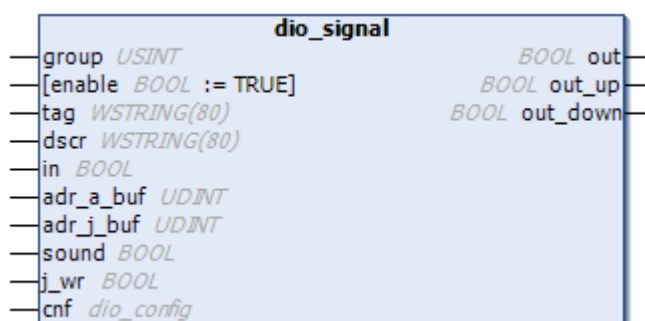 dio_signal
group USINT BOOL out
[enable BOOL := TRUE] BOOL out_up
tag WSTRING(80) BOOL out_down
dscr WSTRING(80)
in BOOL
adr_a_buf UDINT
adr_j_buf UDINT
sound BOOL
j_wr BOOL
cnf dio_config